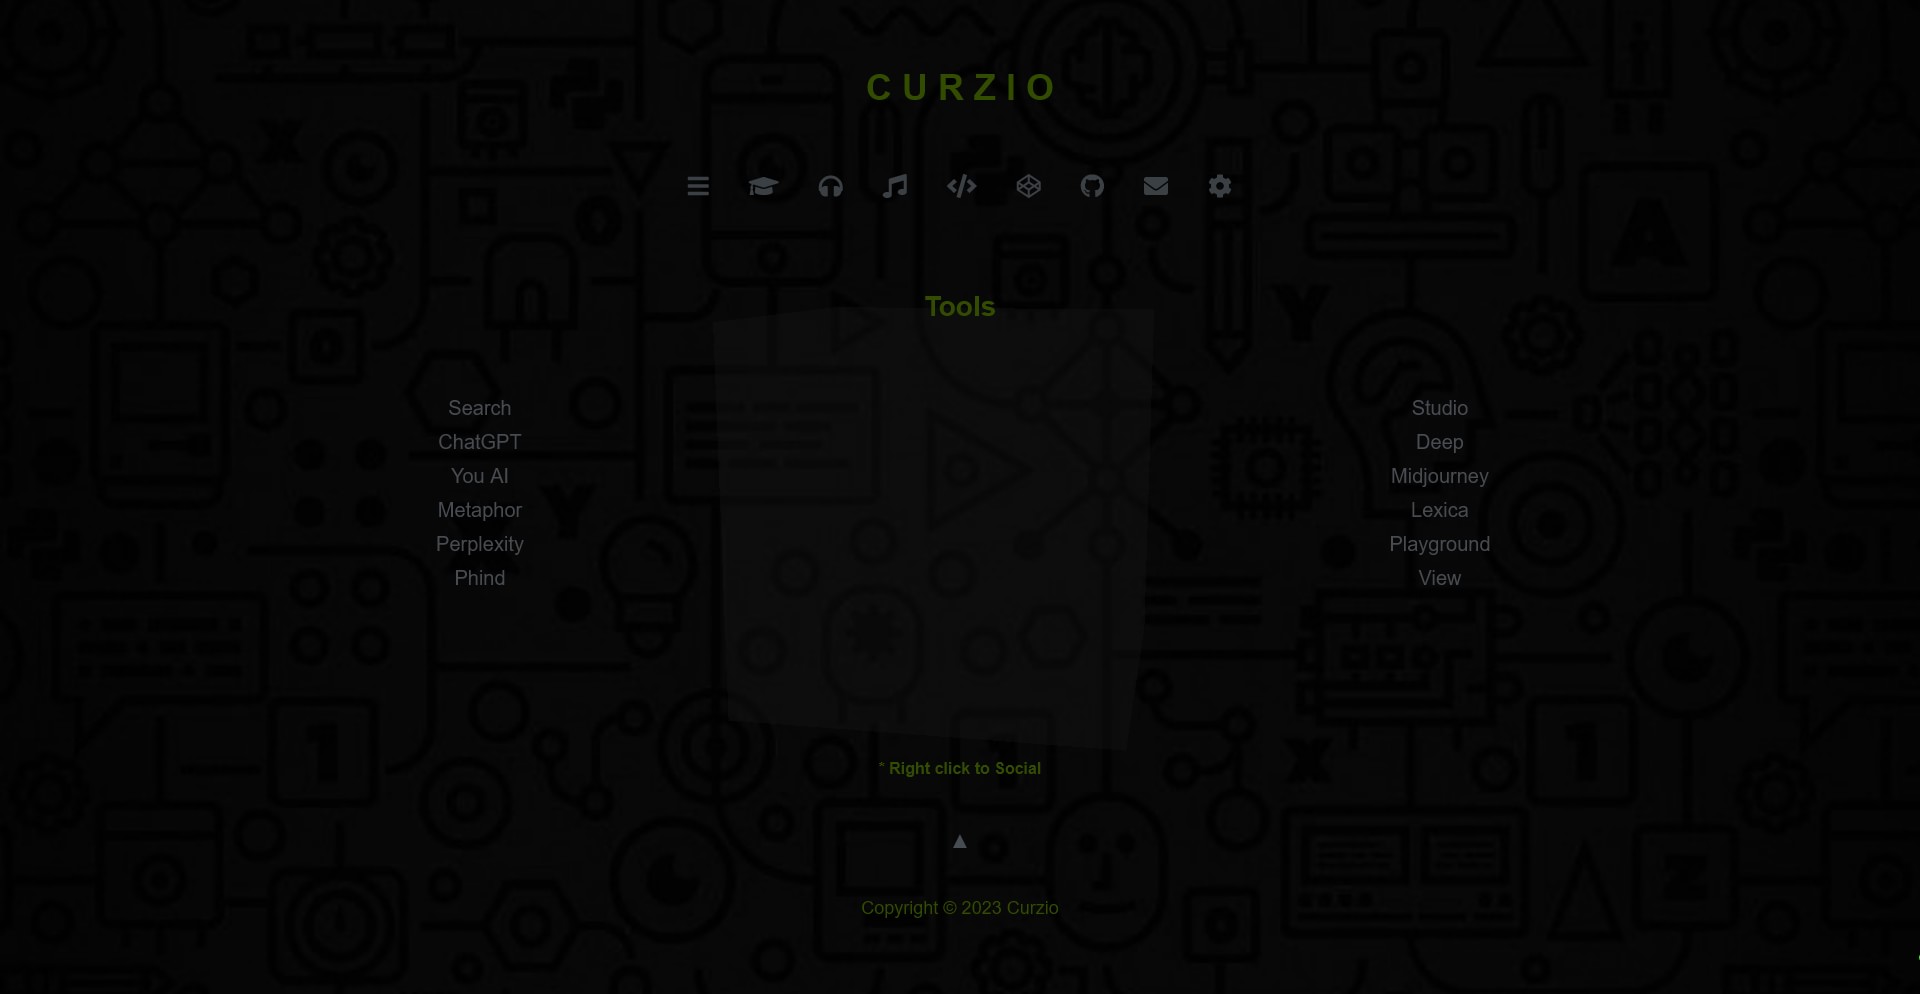 CURZIO
Tools
Search
ChatGPT
You AI
Metaphor
Perplexity
Phind
Studio
Deep
Midjourney
Lexica
Playground
View
* Right click to Social
▲
Copyright © 2023 Curzio